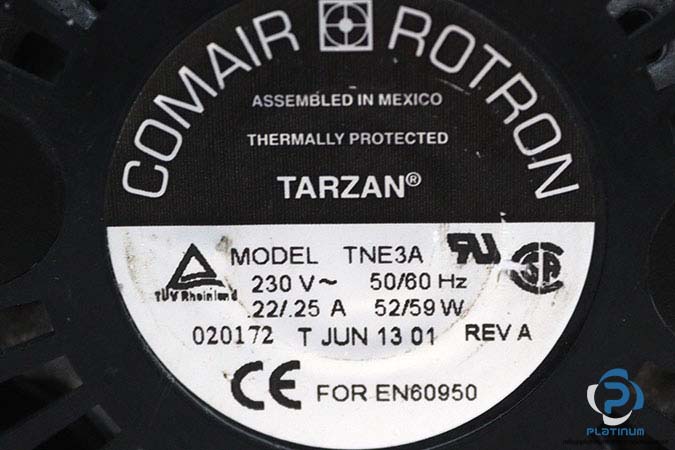 COMAIR ROTRON
ASSEMBLED IN MEXICO
THERMALLY PROTECTED
TARZAN®
MODEL TNE3A
230 V~ 50/60 Hz
.22/.25 A 52/59 W
TÜV Rheinland
020172 T JUN 13 01 REV A
CE FOR EN60950
PLATINUM